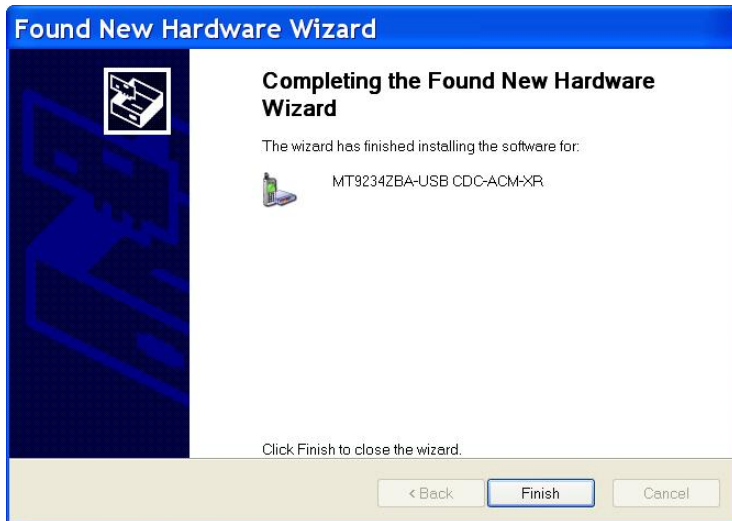 Found New Hardware Wizard
Completing the Found New Hardware
Wizard
The wizard has finished installing the software for:
MT9234ZBA-USB CDC-ACM-XR
Click Finish to close the wizard.
< Back Finish Cancel